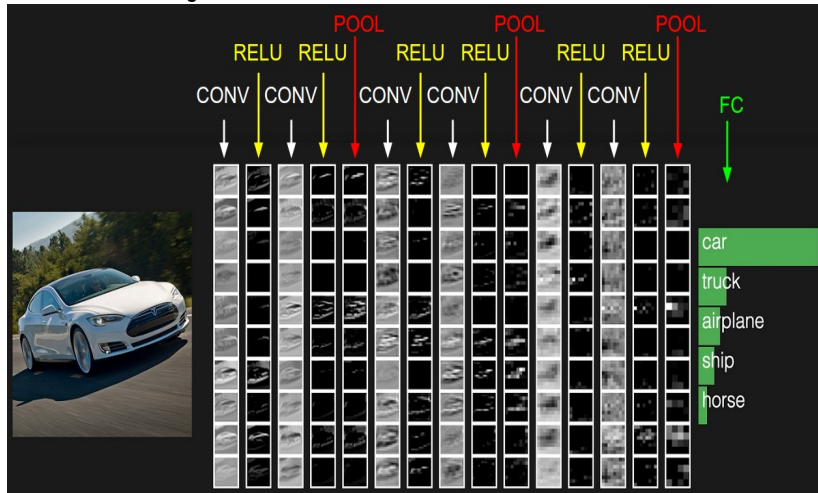 POOL POOL POOL
RELU RELU RELU RELU RELU RELU
CONV CONV CONV CONV CONV CONV
FC
car
truck
airplane
ship
horse